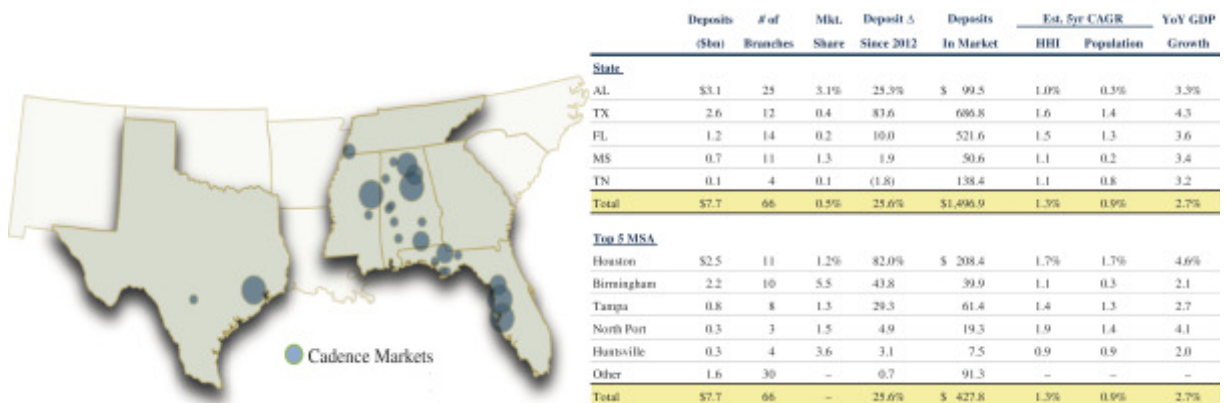 Cadence Markets
Deposits # of Mkt. Deposit Δ Deposits Est. 5yr CAGR YoY GDP
($bn) Branches Share Since 2012 In Market HHI Population Growth
State
AL $3.1 25 3.1% 25.3% $ 99.5 1.0% 0.3% 3.3%
TX 2.6 12 0.4 83.6 686.8 1.6 1.4 4.3
FL 1.2 14 0.2 10.0 521.6 1.5 1.3 3.6
MS 0.7 11 1.3 1.9 50.6 1.1 0.2 3.4
TN 0.1 4 0.1 (1.8) 138.4 1.1 0.8 3.2
Total $7.7 66 0.5% 25.6% $1,496.9 1.3% 0.9% 2.7%
Top 5 MSA
Houston $2.5 11 1.2% 82.0% $ 208.4 1.7% 1.7% 4.6%
Birmingham 2.2 10 5.5 43.8 39.9 1.1 0.3 2.1
Tampa 0.8 8 1.3 29.3 61.4 1.4 1.3 2.7
North Port 0.3 3 1.5 4.9 19.3 1.9 1.4 4.1
Huntsville 0.3 4 3.6 3.1 7.5 0.9 0.9 2.0
Other 1.6 30 – 0.7 91.3 – – –
Total $7.7 66 – 25.6% $ 427.8 1.3% 0.9% 2.7%